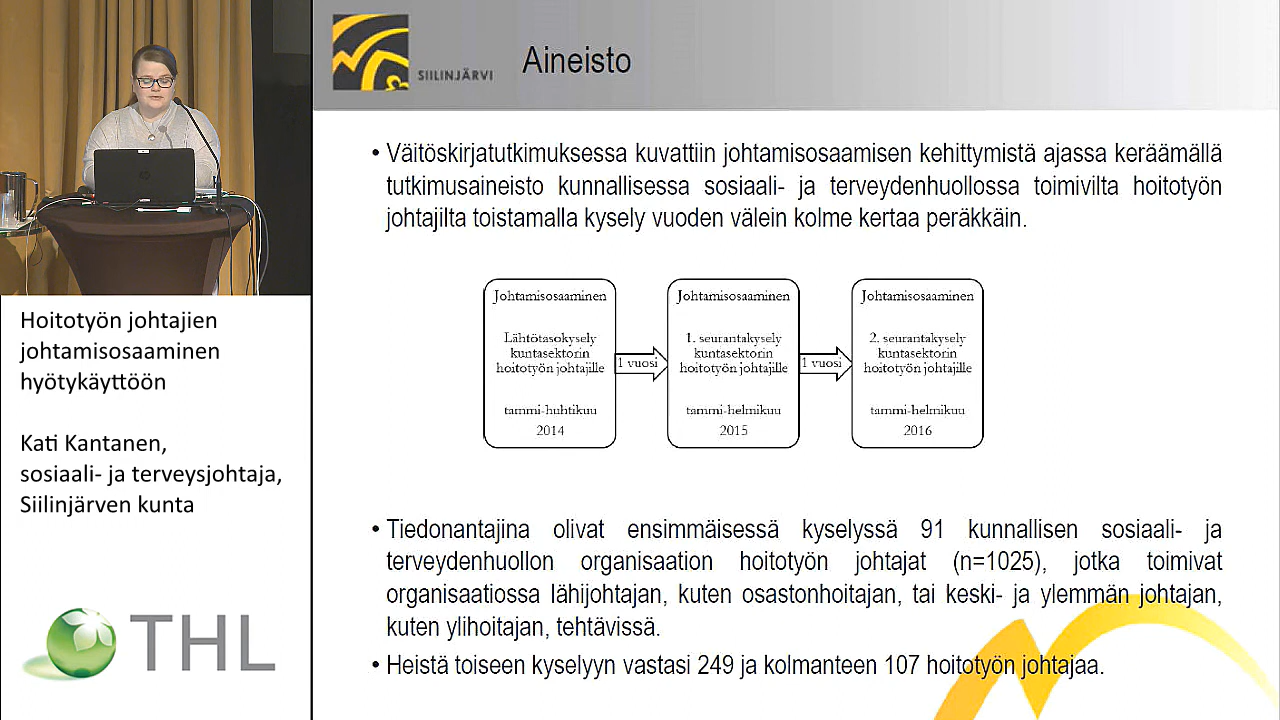 SIILINJÄRVI
Aineisto
• Väitöskirjatutkimuksessa kuvattiin johtamisosaamisen kehittymistä ajassa keräämällä
tutkimusaineisto kunnallisessa sosiaali- ja terveydenhuollossa toimivilta hoitotyön
johtajilta toistamalla kysely vuoden välein kolme kertaa peräkkäin.
Johtamisosaaminen
Lähtötasokysely
kuntasektorin
hoitotyön johtajille
tammi-huhtikuu
2014
1 vuosi
Johtamisosaaminen
1. seurantakysely
kuntasektorin
hoitotyön johtajille
tammi-helmikuu
2015
1 vuosi
Johtamisosaaminen
2. seurantakysely
kuntasektorin
hoitotyön johtajille
tammi-helmikuu
2016
• Tiedonantajina olivat ensimmäisessä kyselyssä 91 kunnallisen sosiaali- ja
terveydenhuollon organisaation hoitotyön johtajat (n=1025), jotka toimivat
organisaatiossa lähijohtajan, kuten osastonhoitajan, tai keski- ja ylemmän johtajan,
kuten ylihoitajan, tehtävissä.
• Heistä toiseen kyselyyn vastasi 249 ja kolmanteen 107 hoitotyön johtajaa.
Hoitotyön johtajien
johtamisosaaminen
hyötykäyttöön
Kati Kantanen,
sosiaali- ja terveysjohtaja,
Siilinjärven kunta
THL